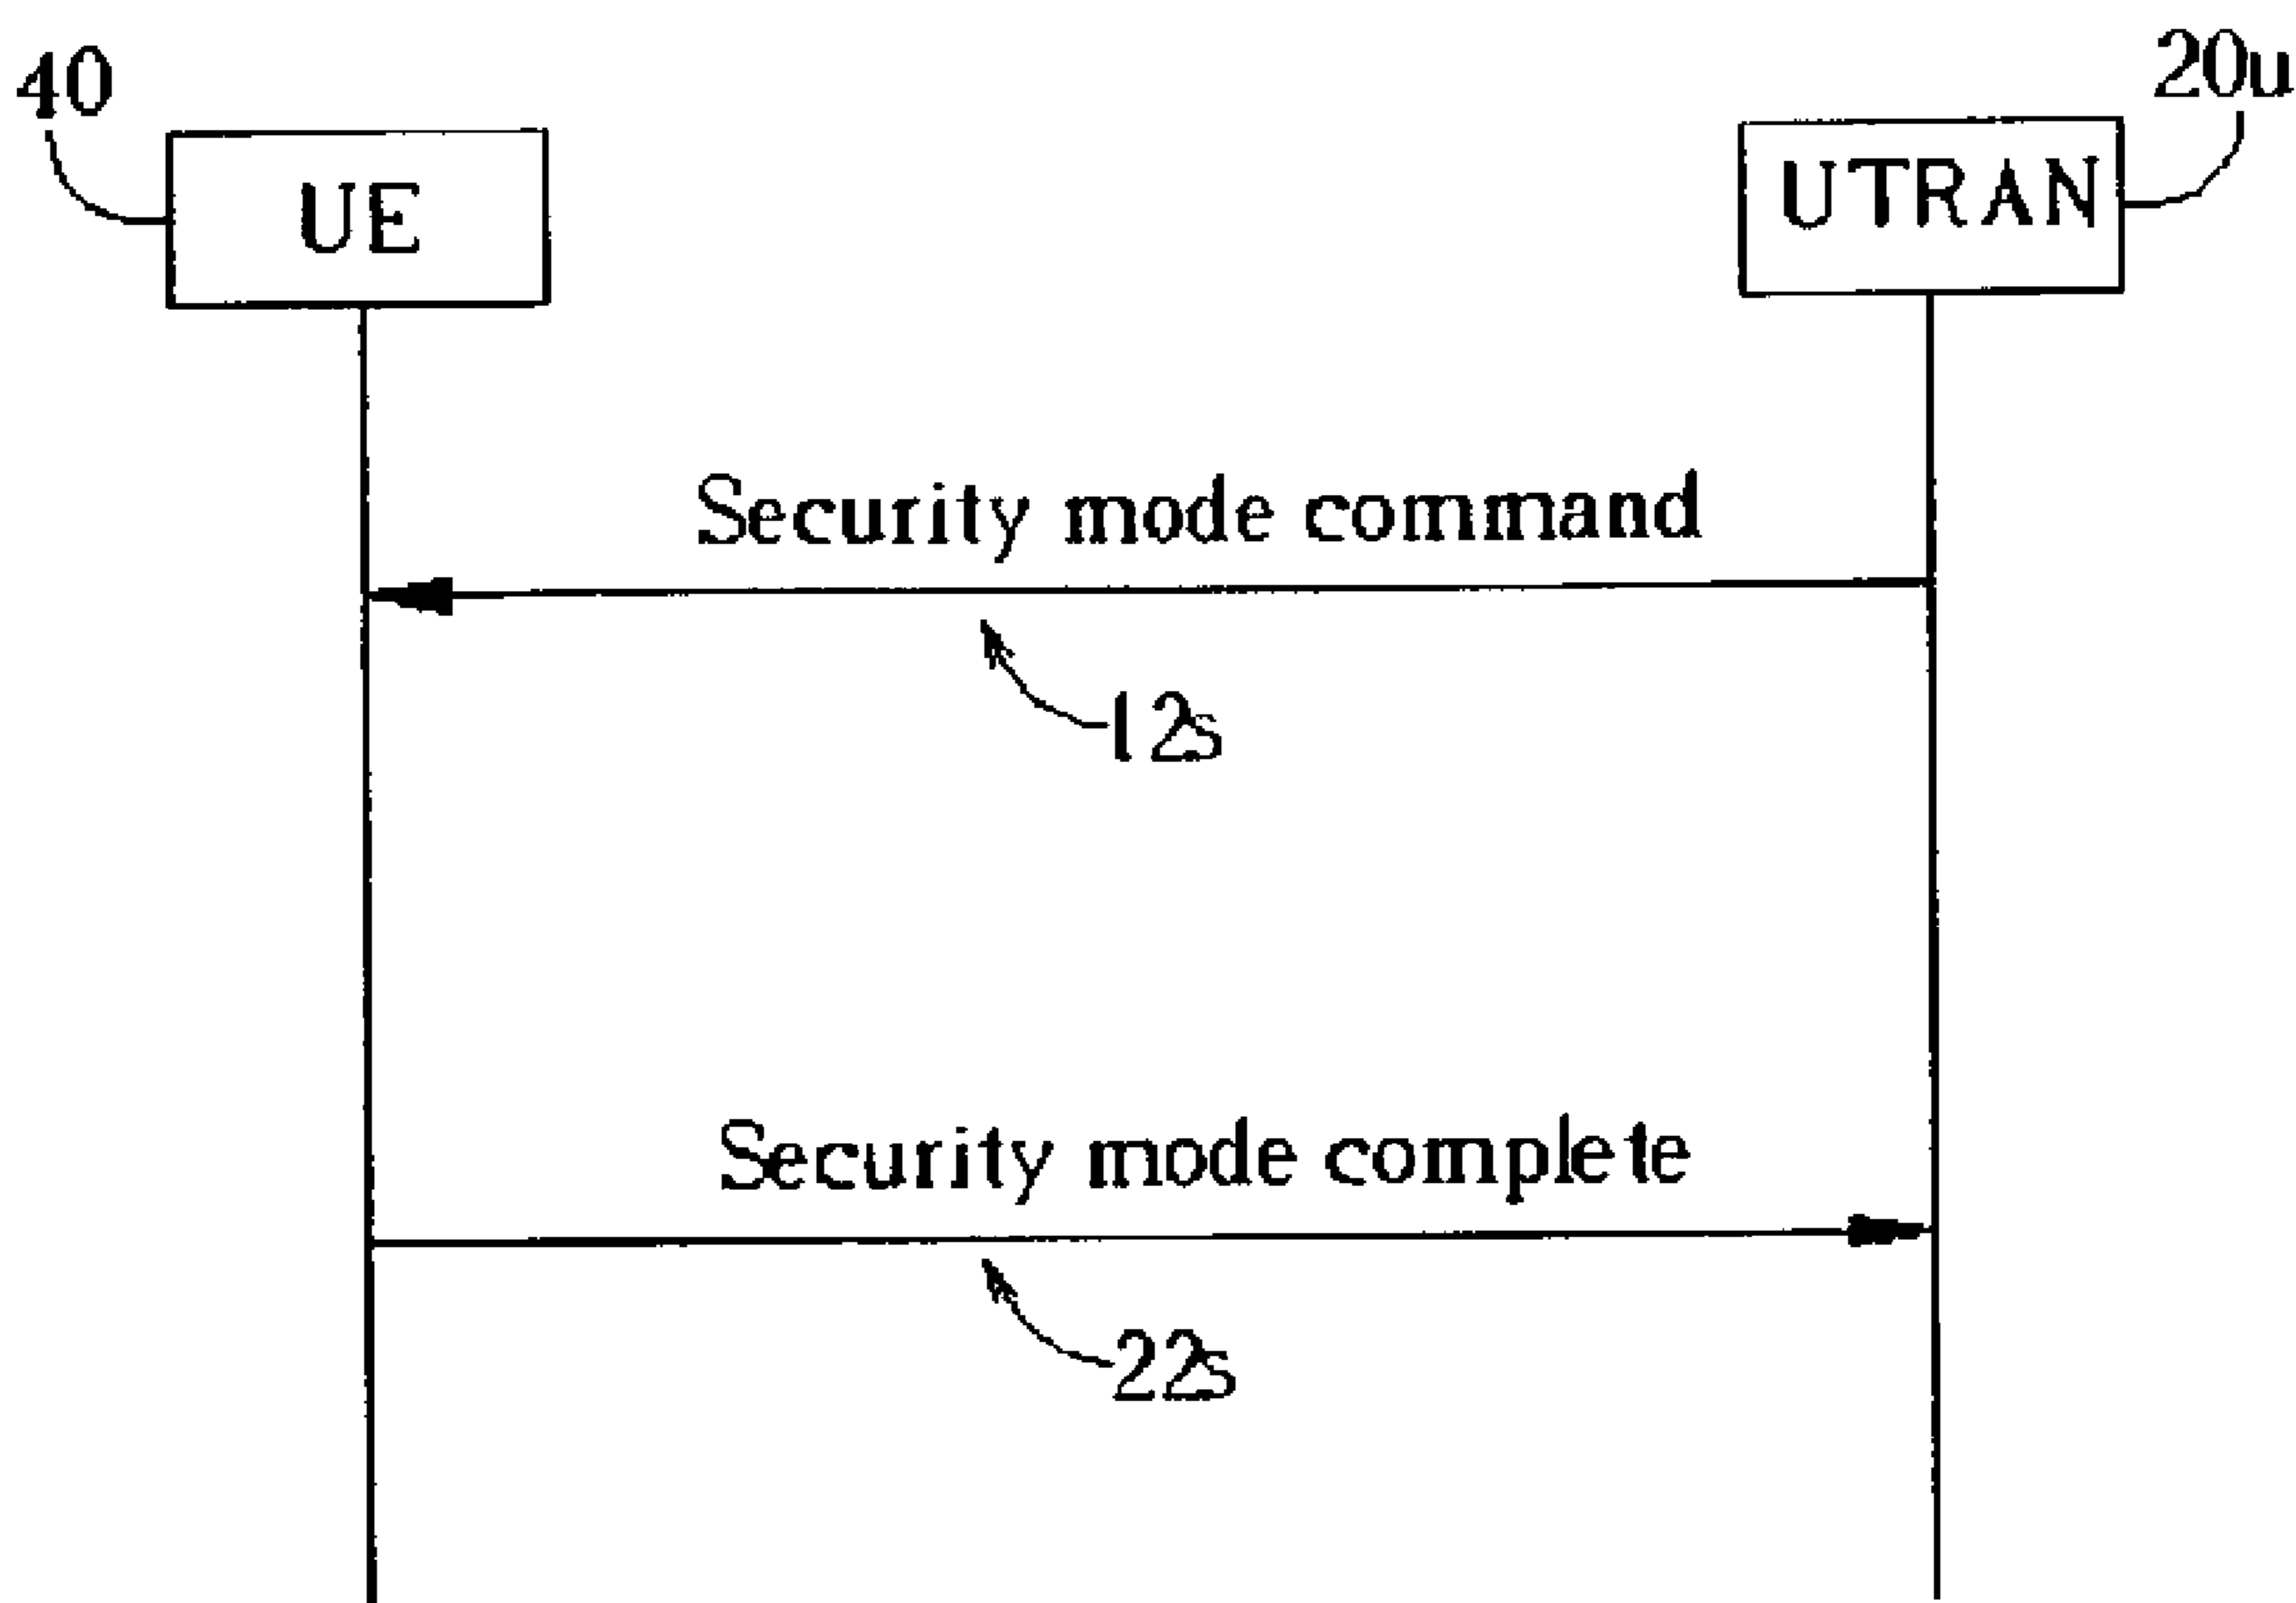 40
20u
UE
UTRAN
Security mode command
12s
Security mode complete
22s